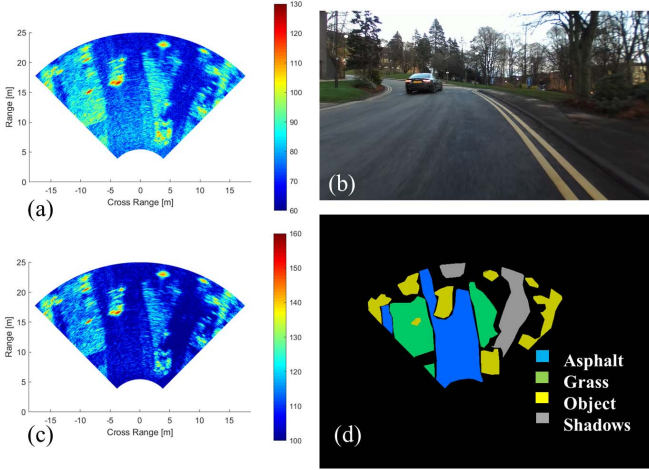 130
120
110
100
90
80
70
60
25
20
15
10
5
0
Range [m]
-15 -10 -5 0 5 10 15
Cross Range [m]
(a)
(b)
160
150
140
130
120
110
100
25
20
15
10
5
0
Range [m]
-15 -10 -5 0 5 10 15
Cross Range [m]
(c)
Asphalt
Grass
Object
Shadows
(d)